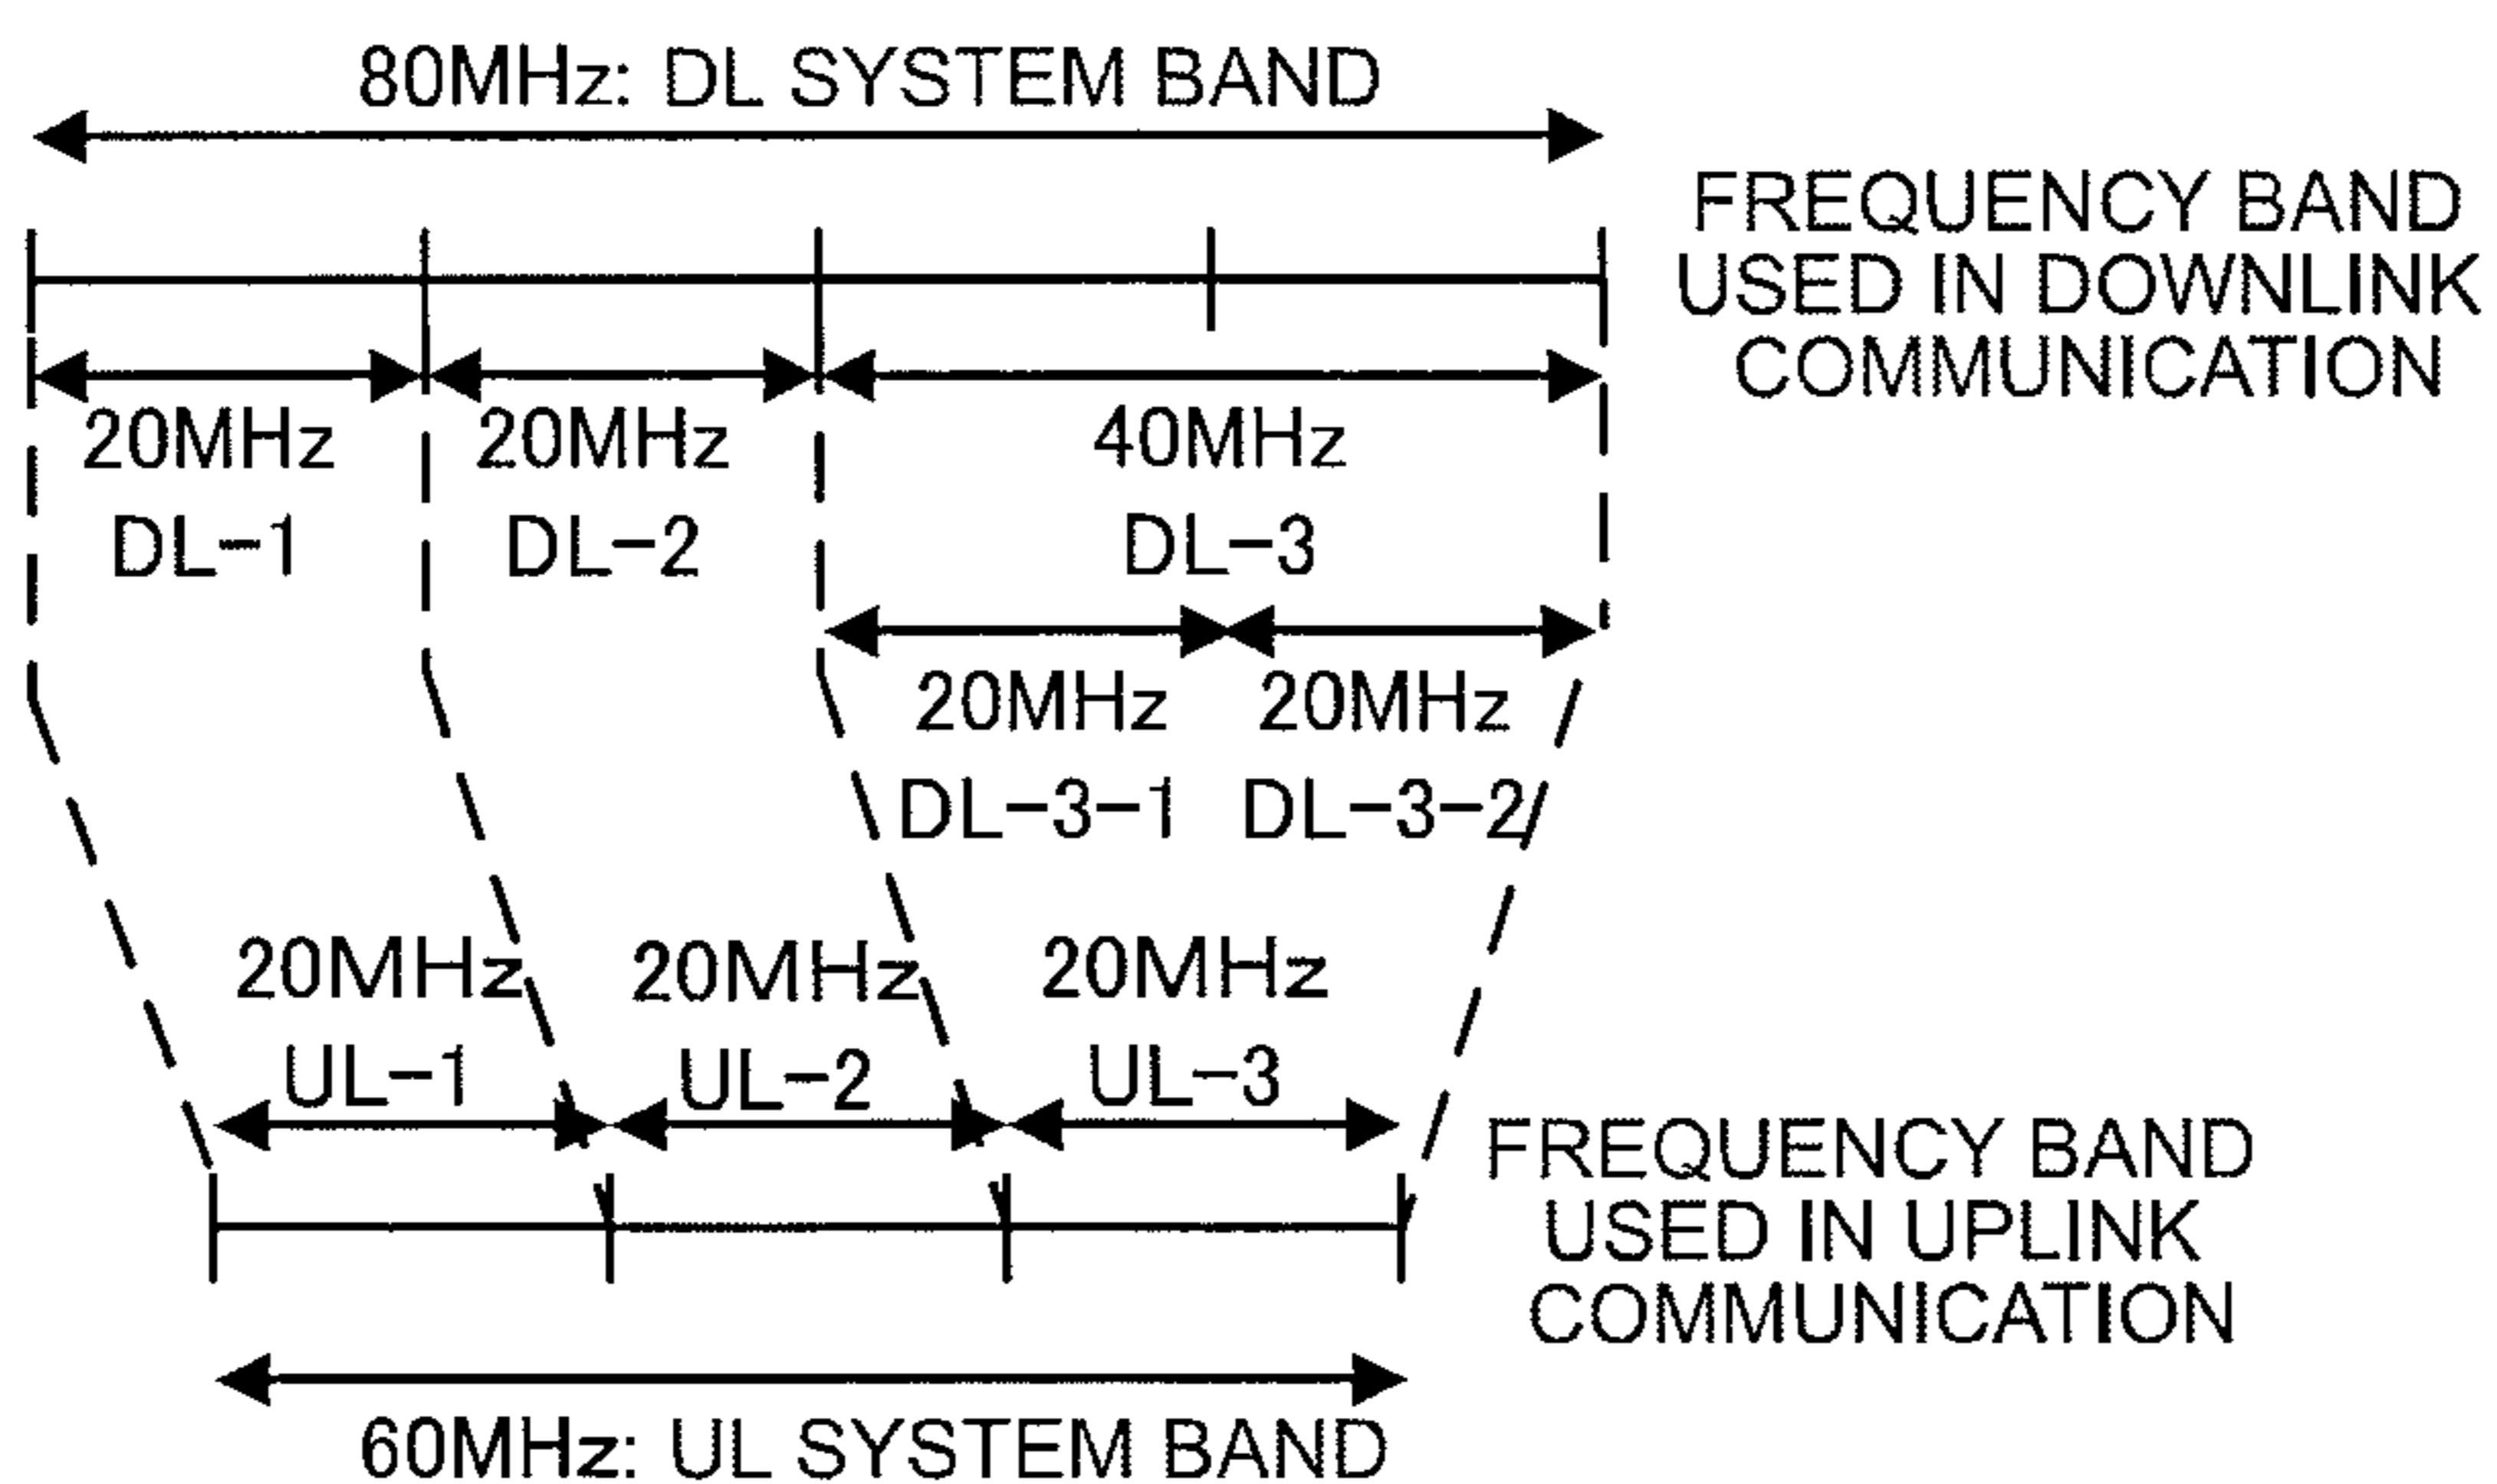 80MHz: DL SYSTEM BAND
FREQUENCY BAND
USED IN DOWNLINK
COMMUNICATION
20MHz 20MHz 40MHz
DL-1 DL-2 DL-3
20MHz 20MHz
DL-3-1 DL-3-2
20MHz 20MHz 20MHz
UL-1 UL-2 UL-3
FREQUENCY BAND
USED IN UPLINK
COMMUNICATION
60MHz: UL SYSTEM BAND